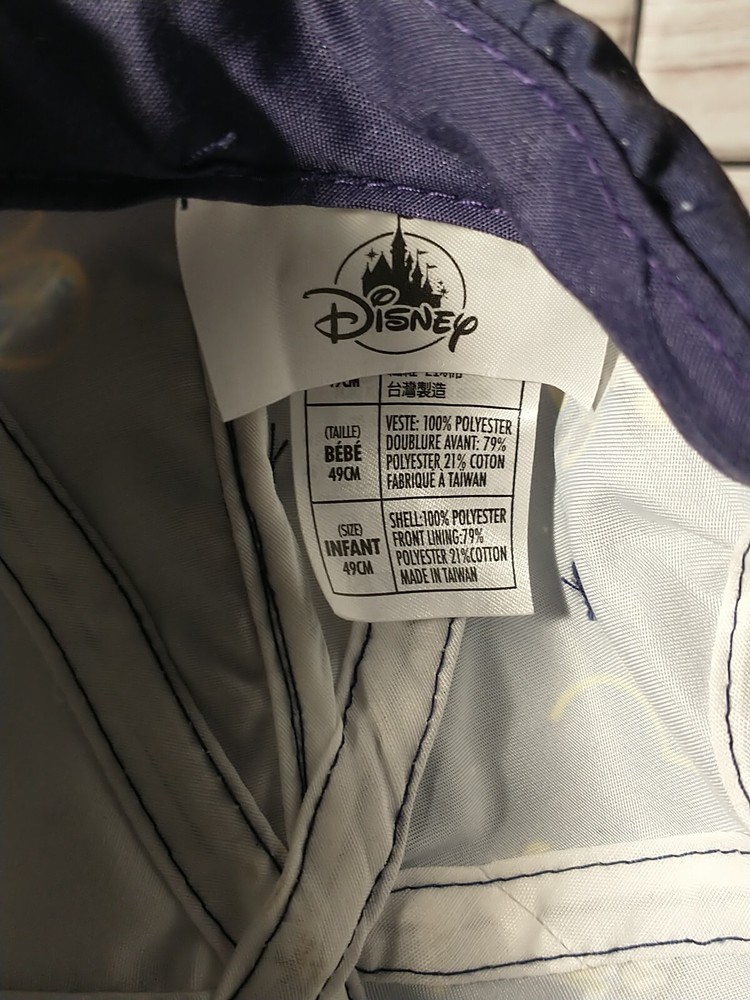 Disney
台灣製造
(TAILLE)
BÉBÉ
49CM
VESTE: 100% POLYESTER
DOUBLURE AVANT: 79%
POLYESTER 21% COTON
FABRIQUÉ À TAIWAN
(SIZE)
INFANT
49CM
SHELL:100% POLYESTER
FRONT LINING:79%
POLYESTER 21%COTTON
MADE IN TAIWAN